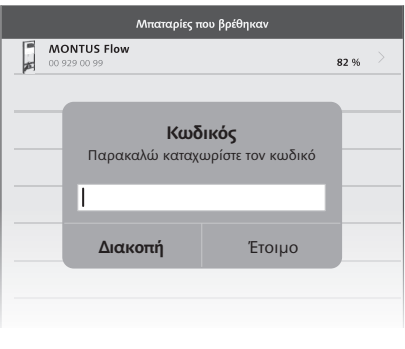 Μπαταρίες που βρέθηκαν
MONTUS Flow
00 929 00 99
82 %
Κωδικός
Παρακαλώ καταχωρίστε τον κωδικό
Διακοπή
Έτοιμο